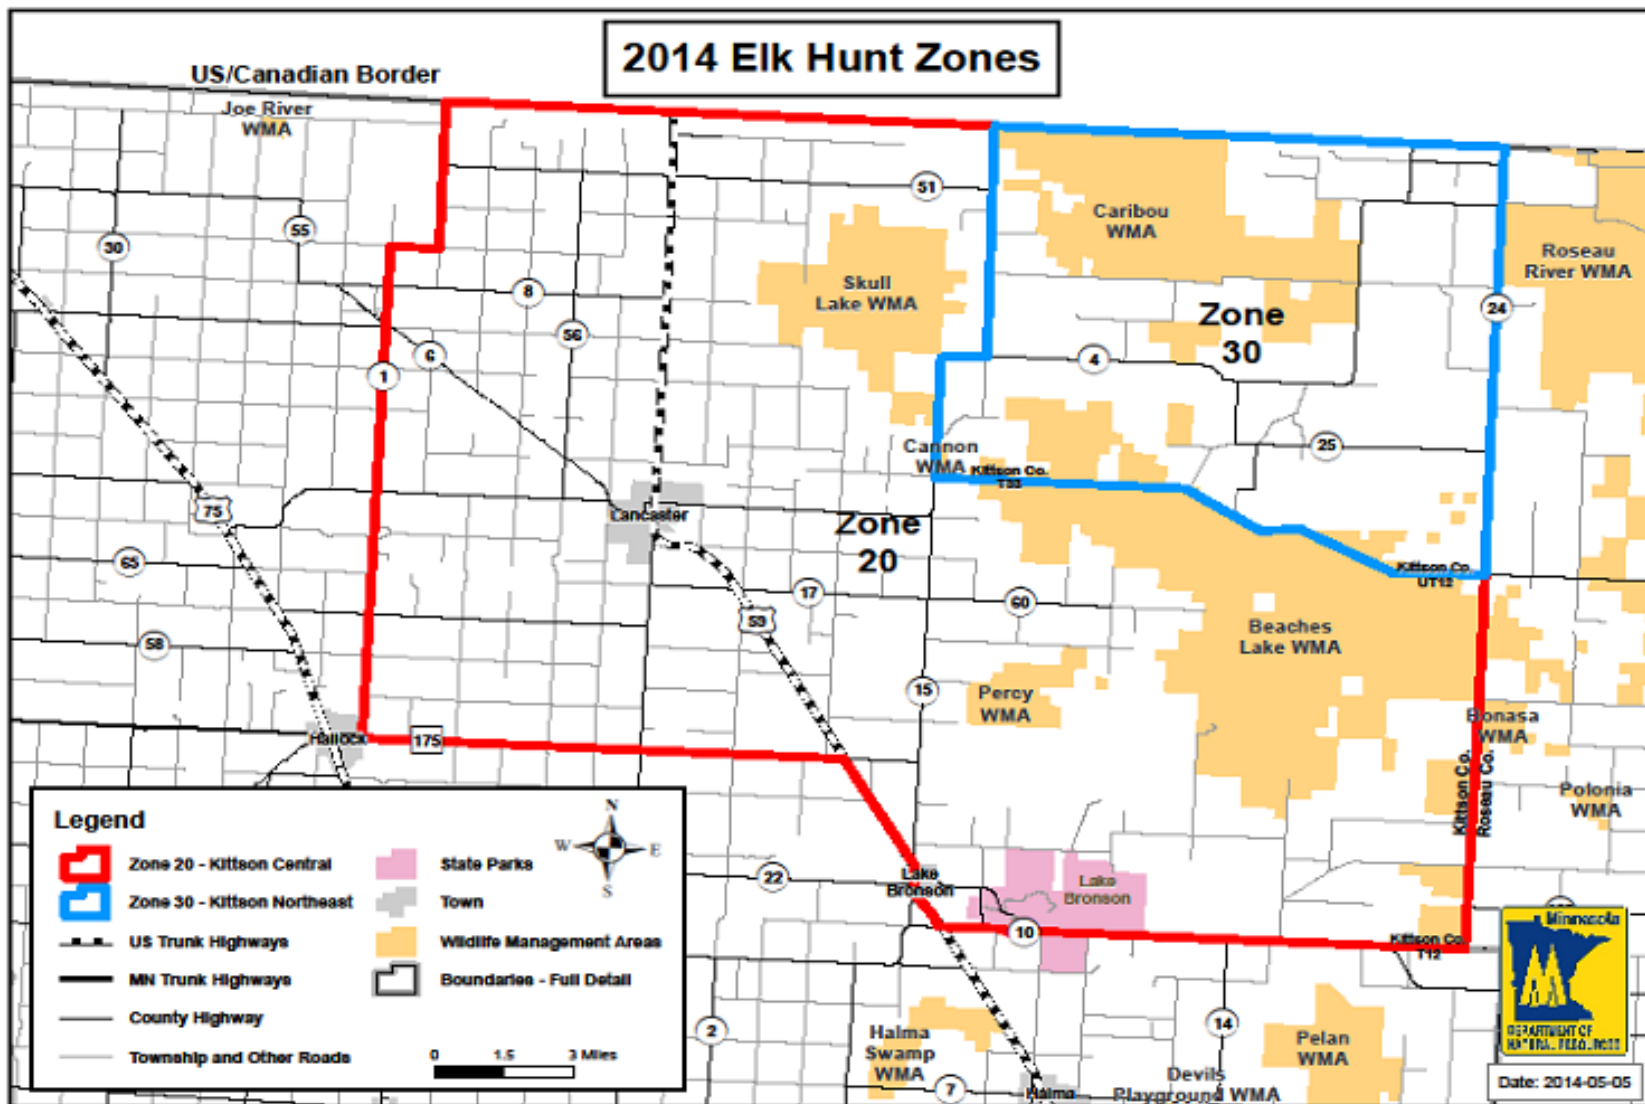 2014 Elk Hunt Zones
US/Canadian Border
Joe River
WMA
51
Caribou
WMA
55
30
Roseau
River WMA
Skull
Lake WMA
8
24
Zone
30
56
6
4
1
25
Cannon
WMA
Kittson Co.
T53
75
Lancaster
Zone
20
65
Kittson Co.
UT12
17
60
59
Beaches
Lake WMA
58
15
Percy
WMA
Bonasa
WMA
Hallock
175
Kittson Co.
Roseau Co.
Polonia
WMA
Legend
N
W
E
S
Zone 20 - Kittson Central
State Parks
Zone 30 - Kittson Northeast
Town
US Trunk Highways
Wildlife Management Areas
MN Trunk Highways
Boundaries - Full Detail
County Highway
Township and Other Roads
0 1.5 3 Miles
22
Lake
Bronson
Lake
Bronson
10
Kittson Co.
T12
Minnesota
DEPARTMENT OF
NATURAL RESOURCES
2
Halma
Swamp
WMA
14
Pelan
WMA
7
Halma
Devils
Playground WMA
Date: 2014-05-05